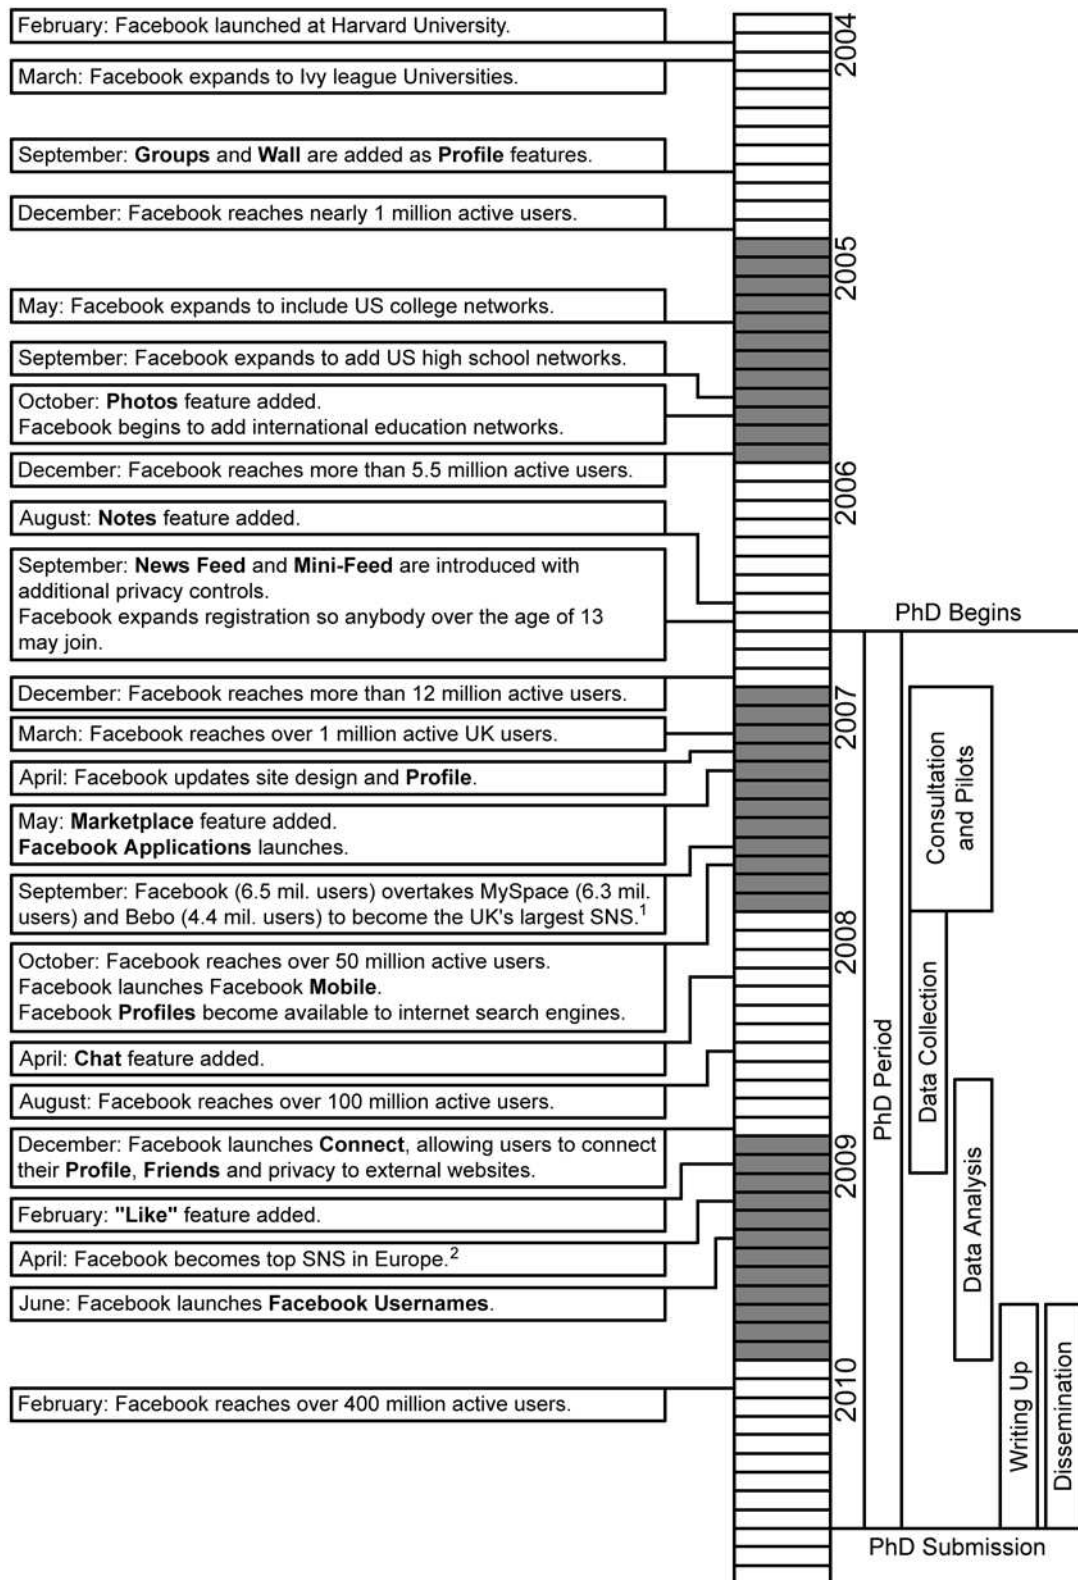 February: Facebook launched at Harvard University.
March: Facebook expands to Ivy league Universities.
September: Groups and Wall are added as Profile features.
December: Facebook reaches nearly 1 million active users.
May: Facebook expands to include US college networks.
September: Facebook expands to add US high school networks.
October: Photos feature added.
Facebook begins to add international education networks.
December: Facebook reaches more than 5.5 million active users.
August: Notes feature added.
September: News Feed and Mini-Feed are introduced with
additional privacy controls.
Facebook expands registration so anybody over the age of 13
may join.
December: Facebook reaches more than 12 million active users.
March: Facebook reaches over 1 million active UK users.
April: Facebook updates site design and Profile.
May: Marketplace feature added.
Facebook Applications launches.
September: Facebook (6.5 mil. users) overtakes MySpace (6.3 mil.
users) and Bebo (4.4 mil. users) to become the UK's largest SNS.1
October: Facebook reaches over 50 million active users.
Facebook launches Facebook Mobile.
Facebook Profiles become available to internet search engines.
April: Chat feature added.
August: Facebook reaches over 100 million active users.
December: Facebook launches Connect, allowing users to connect
their Profile, Friends and privacy to external websites.
February: "Like" feature added.
April: Facebook becomes top SNS in Europe.2
June: Facebook launches Facebook Usernames.
February: Facebook reaches over 400 million active users.
2004
2005
2006
2007
2008
2009
2010
PhD Begins
PhD Period
Consultation
and Pilots
Data Collection
Data Analysis
Writing Up
Dissemination
PhD Submission